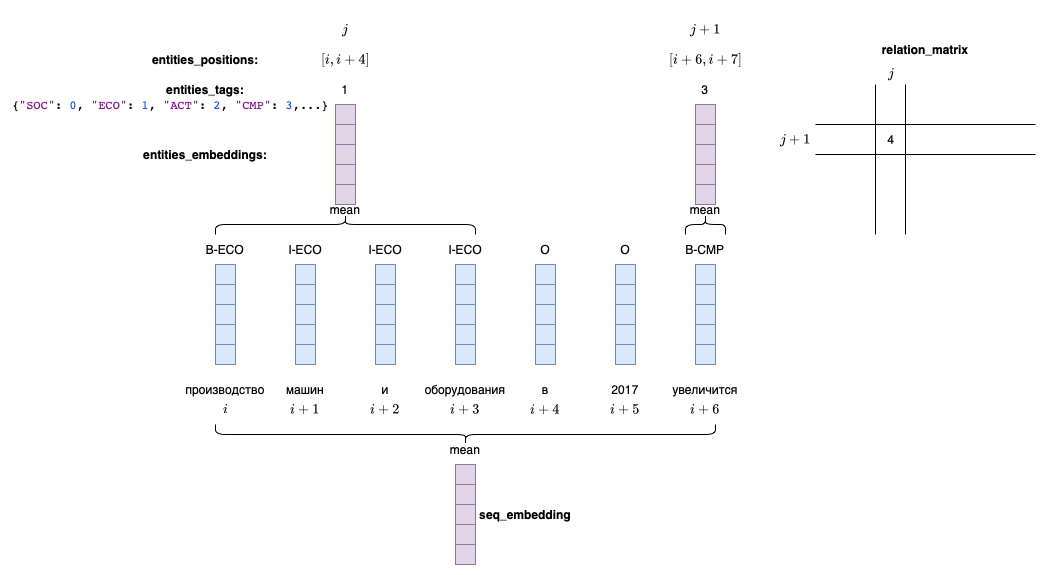 j
j + 1
relation_matrix
entities_positions:
[i, i + 4]
[i + 6, i + 7]
j
entities_tags:
1
3
{"SOC": 0, "ECO": 1, "ACT": 2, "CMP": 3,...}
j + 1
4
entities_embeddings:
mean
mean
B-ECO I-ECO I-ECO I-ECO O O B-CMP
производство машин и оборудования в 2017 увеличится
i i + 1 i + 2 i + 3 i + 4 i + 5 i + 6
mean
seq_embedding